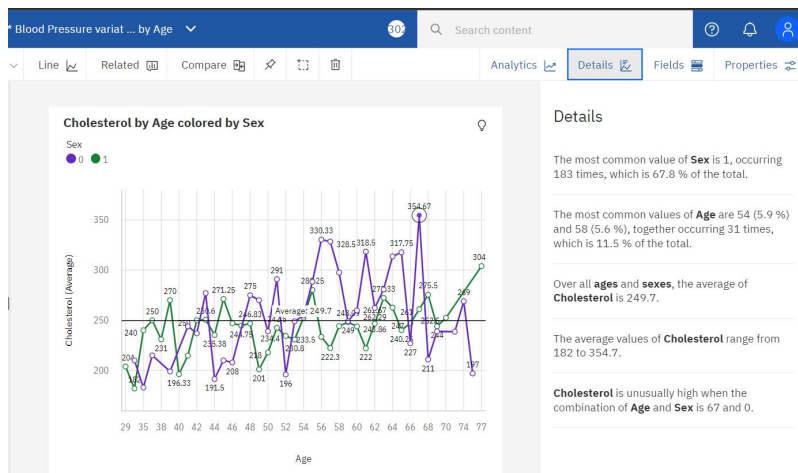 * Blood Pressure variat ... by Age
302
Search content
Line
Related
Compare
Analytics
Details
Fields
Properties
Cholesterol by Age colored by Sex
Sex
0 1
Cholesterol (Average)
350
300
250
200
354.67
330.33
328.5
318.5
317.75
304
291
289.25
275
271.25
270
275.5
269
250
240
231
204
182
196.33
191.5
208
246.83
244.75
201
196
230.8
233.5
222.3
249
222
227
211
197
Average: 249.7
29 35 38 40 42 44 46 48 50 52 54 56 58 60 62 64 66 68 70 74 77
Age
Details
The most common value of Sex is 1, occurring
183 times, which is 67.8 % of the total.
The most common values of Age are 54 (5.9 %)
and 58 (5.6 %), together occurring 31 times,
which is 11.5 % of the total.
Over all ages and sexes, the average of
Cholesterol is 249.7.
The average values of Cholesterol range from
182 to 354.7.
Cholesterol is unusually high when the
combination of Age and Sex is 67 and 0.